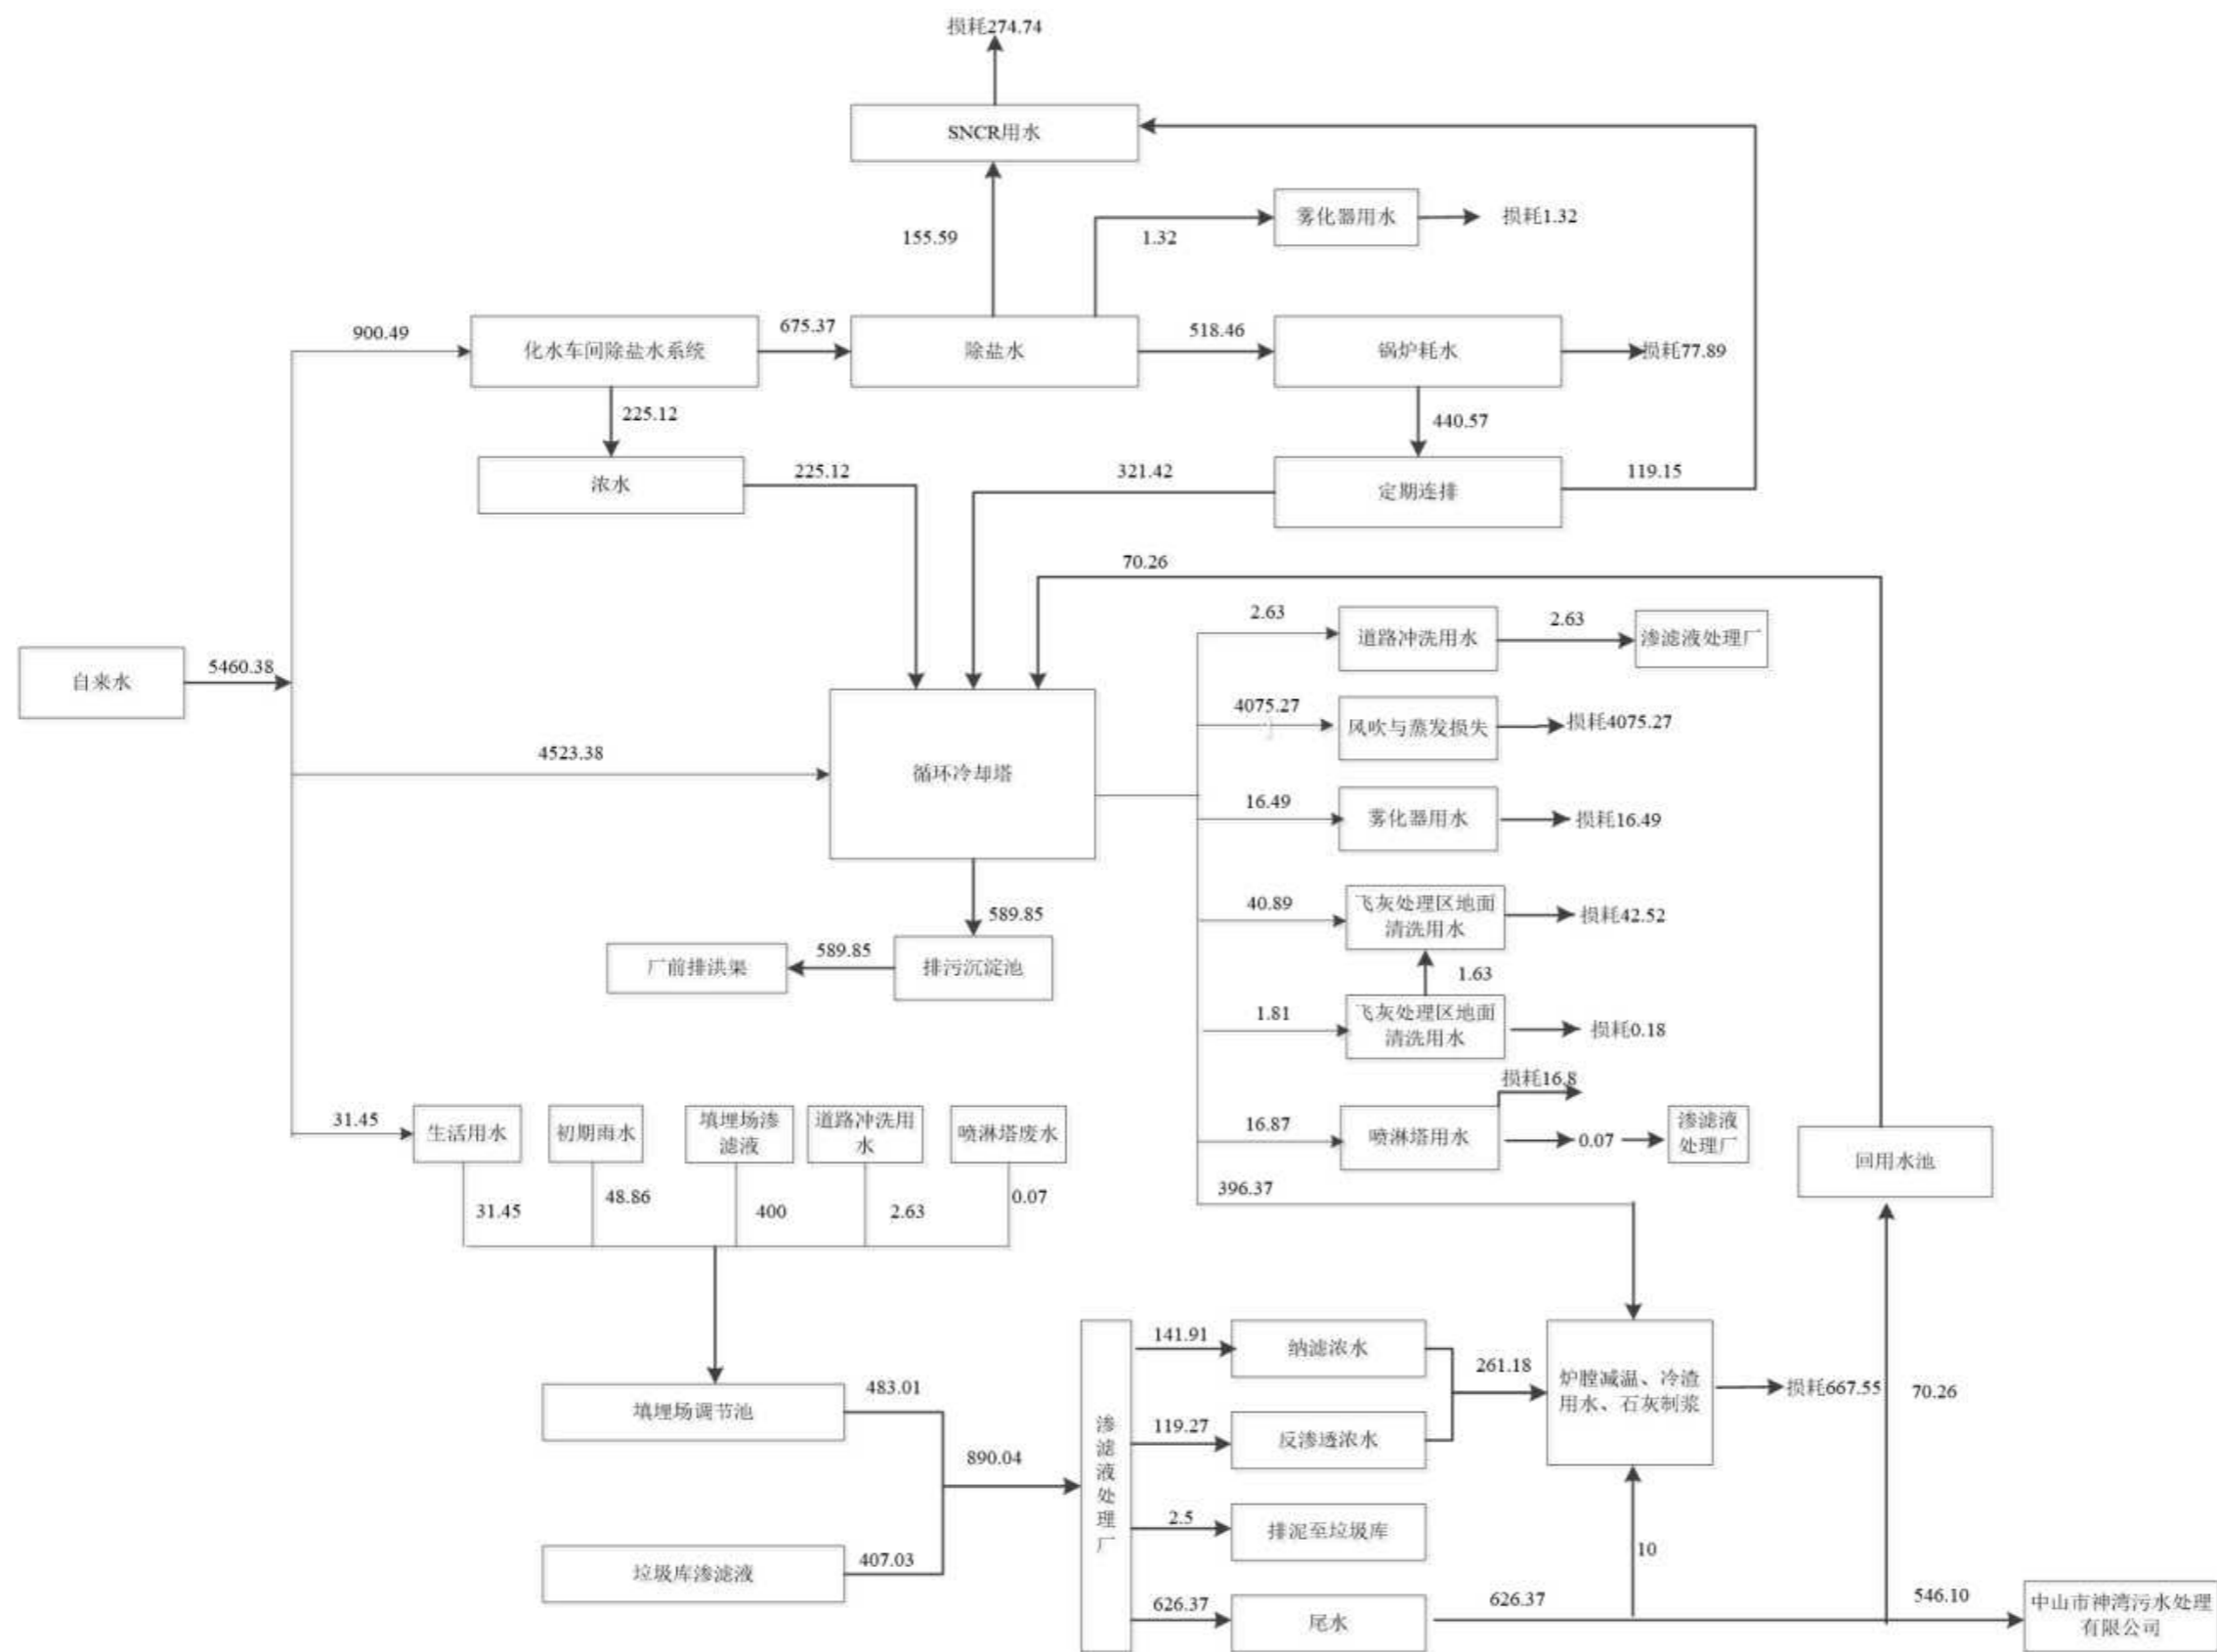 损耗274.74
SNCR用水
155.59
1.32
雾化器用水
损耗1.32
900.49
化水车间除盐水系统
675.37
除盐水
518.46
锅炉耗水
损耗77.89
225.12
440.57
浓水
225.12
321.42
定期连排
119.15
70.26
自来水
5460.38
4523.38
循环冷却塔
2.63
道路冲洗用水
2.63
渗滤液处理厂
4075.27
风吹与蒸发损失
损耗4075.27
16.49
雾化器用水
损耗16.49
40.89
飞灰处理区地面
清洗用水
损耗42.52
1.63
1.81
飞灰处理区地面
清洗用水
损耗0.18
589.85
厂前排洪渠
589.85
排污沉淀池
损耗16.8
16.87
喷淋塔用水
0.07
渗滤液
处理厂
396.37
回用水池
31.45
生活用水
初期雨水
填埋场渗
滤液
道路冲洗用
水
喷淋塔废水
31.45
48.86
400
2.63
0.07
填埋场调节池
483.01
890.04
垃圾库渗滤液
407.03
渗
滤
液
处
理
厂
141.91
纳滤浓水
261.18
119.27
反渗透浓水
炉膛减温、冷渣
用水、石灰制浆
损耗667.55
70.26
2.5
排泥至垃圾库
10
626.37
尾水
626.37
546.10
中山市神湾污水处理
有限公司